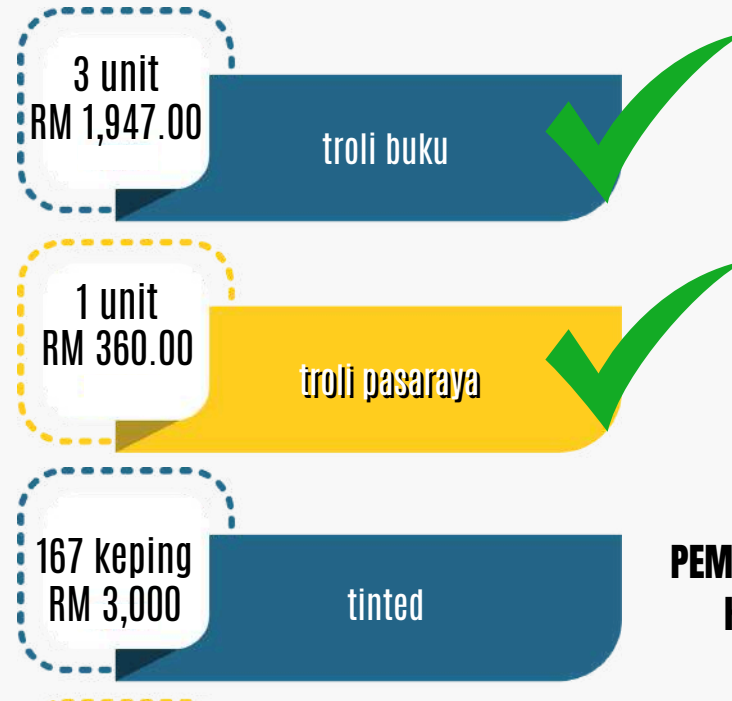 3 unit
RM 1,947.00
troli buku
1 unit
RM 360.00
troli pasaraya
167 keping
RM 3,000
tinted